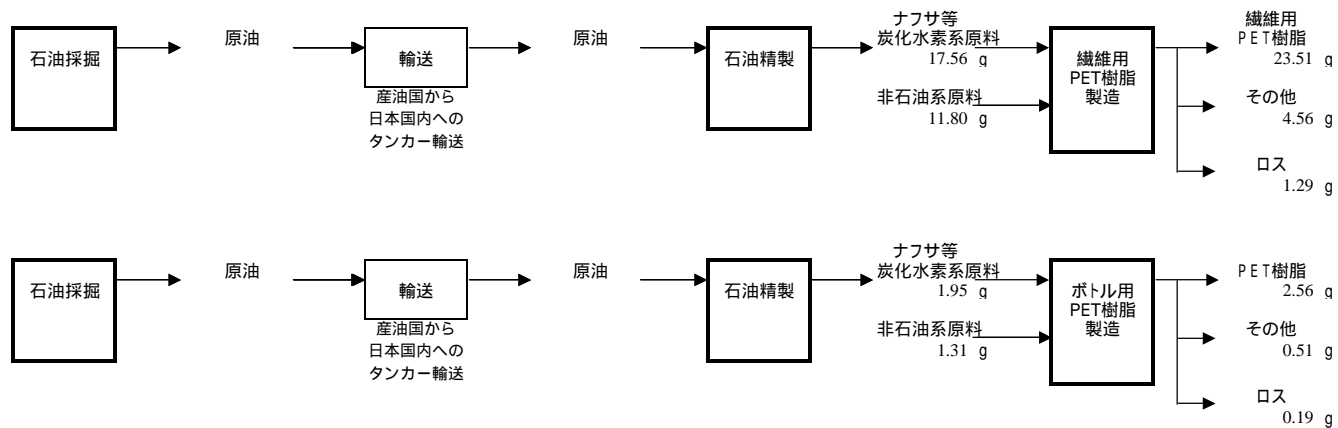 石油採掘
原油
輸送
産油国から
日本国内への
タンカー輸送
原油
石油精製
ナフサ等
炭化水素系原料
17.56 g
非石油系原料
11.80 g
繊維用
PET樹脂
製造
繊維用
PET樹脂
23.51 g
その他
4.56 g
ロス
1.29 g
石油採掘
原油
輸送
産油国から
日本国内への
タンカー輸送
原油
石油精製
ナフサ等
炭化水素系原料
1.95 g
非石油系原料
1.31 g
ボトル用
PET樹脂
製造
PET樹脂
2.56 g
その他
0.51 g
ロス
0.19 g